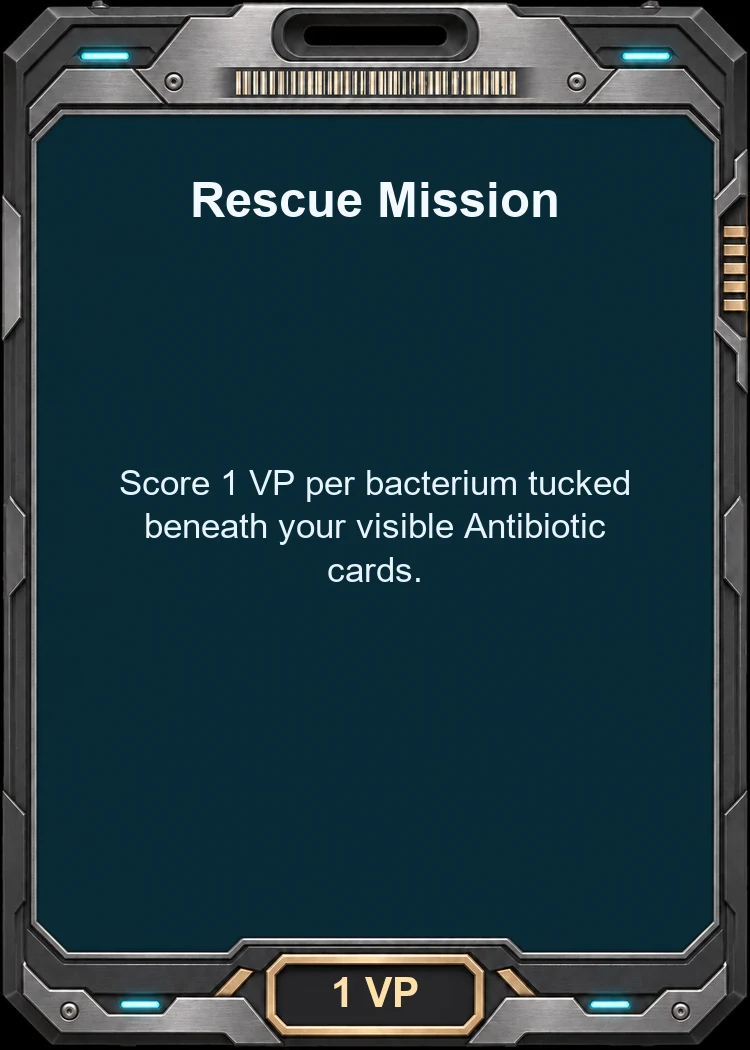 Rescue Mission
Score 1 VP per bacterium tucked
beneath your visible Antibiotic
cards.
1 VP